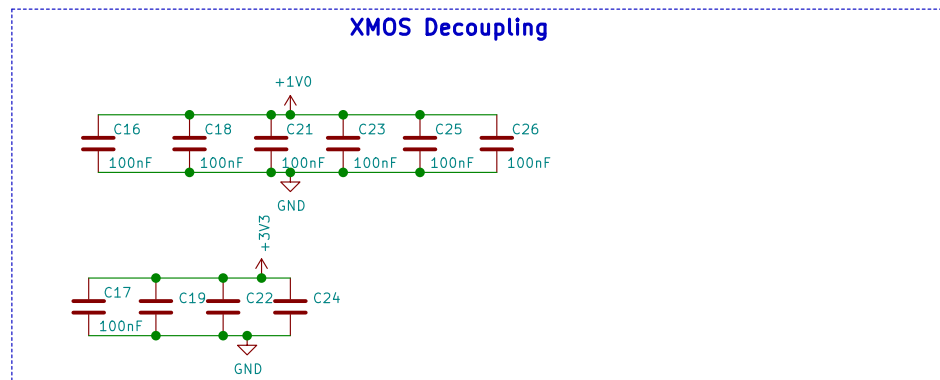 XMOS Decoupling
+1V0
C16 C18 C21 C23 C25 C26
100nF 100nF 100nF 100nF 100nF 100nF
GND
+3V3
C17 C19 C22 C24
100nF
GND